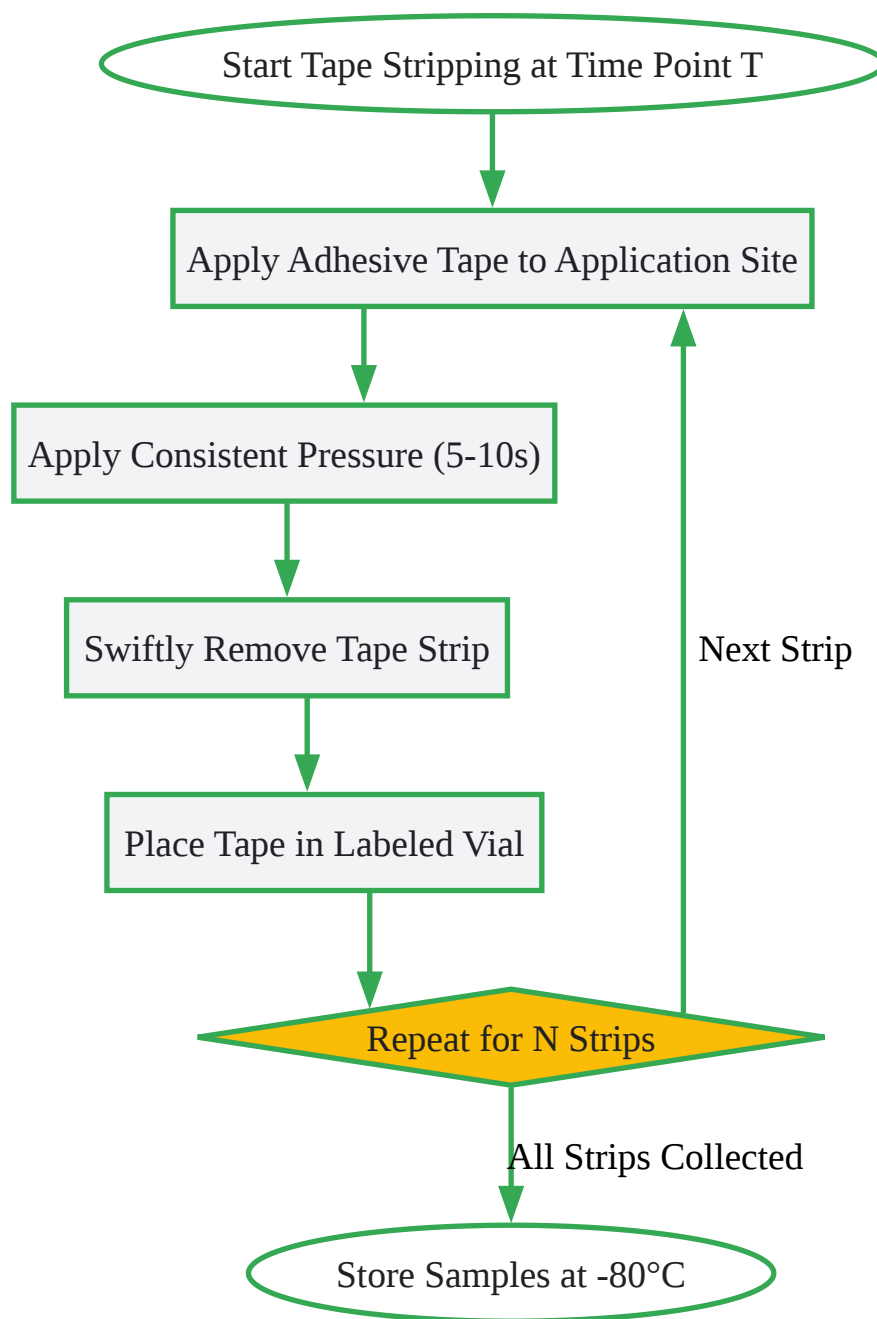 Start Tape Stripping at Time Point T
Apply Adhesive Tape to Application Site
Apply Consistent Pressure (5-10s)
Swiftly Remove Tape Strip
Next Strip
Place Tape in Labeled Vial
Repeat for N Strips
All Strips Collected
Store Samples at -80°C